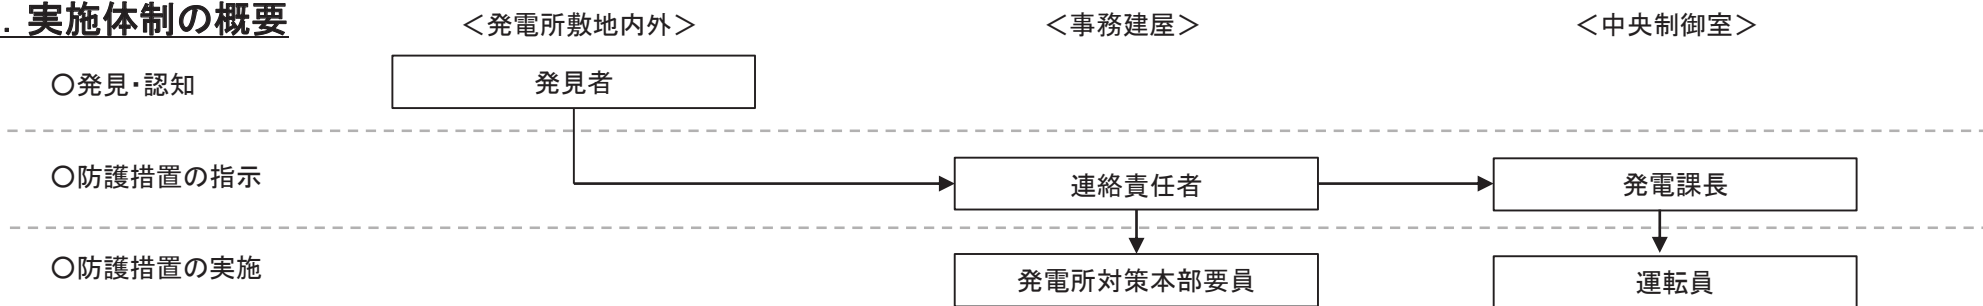 . 実施体制の概要
＜発電所敷地内外＞
＜事務建屋＞
＜中央制御室＞
〇発見・認知
発見者
〇防護措置の指示
連絡責任者
発電課長
〇防護措置の実施
発電所対策本部要員
運転員